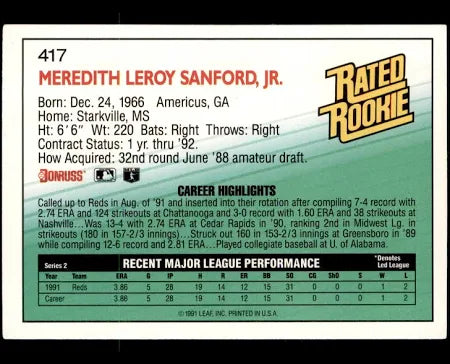 417
MEREDITH LEROY SANFORD, JR.
RATED
ROOKIE
Born: Dec. 24, 1966 Americus, GA
Home: Starkville, MS
Ht: 6'6" Wt: 220 Bats: Right Throws: Right
Contract Status: 1 yr. thru '92.
How Acquired: 32nd round June '88 amateur draft.
DONRUSS
CAREER HIGHLIGHTS
Called up to Reds in Aug. of '91 and inserted into their rotation after compiling 7-4 record with
2.74 ERA and 124 strikeouts at Chattanooga and 3-0 record with 1.60 ERA and 38 strikeouts at
Nashville...Was 13-4 with 2.74 ERA at Cedar Rapids in '90, ranking 2nd in Midwest Lg. in
strikeouts (180 in 157-2/3 innings)...Struck out 160 in 153-2/3 innings at Greensboro in '89
while compiling 12-6 record and 2.81 ERA...Played collegiate baseball at U. of Alabama.
Series 2 RECENT MAJOR LEAGUE PERFORMANCE *Denotes
Led League
Year Team ERA G IP H R ER BB SO CG ShO S W L
1991 Reds 3.86 5 28 19 14 12 15 31 0 0 0 1 2
Career 3.86 5 28 19 14 12 15 31 0 0 0 1 2
© 1991 LEAF, INC. PRINTED IN U.S.A.